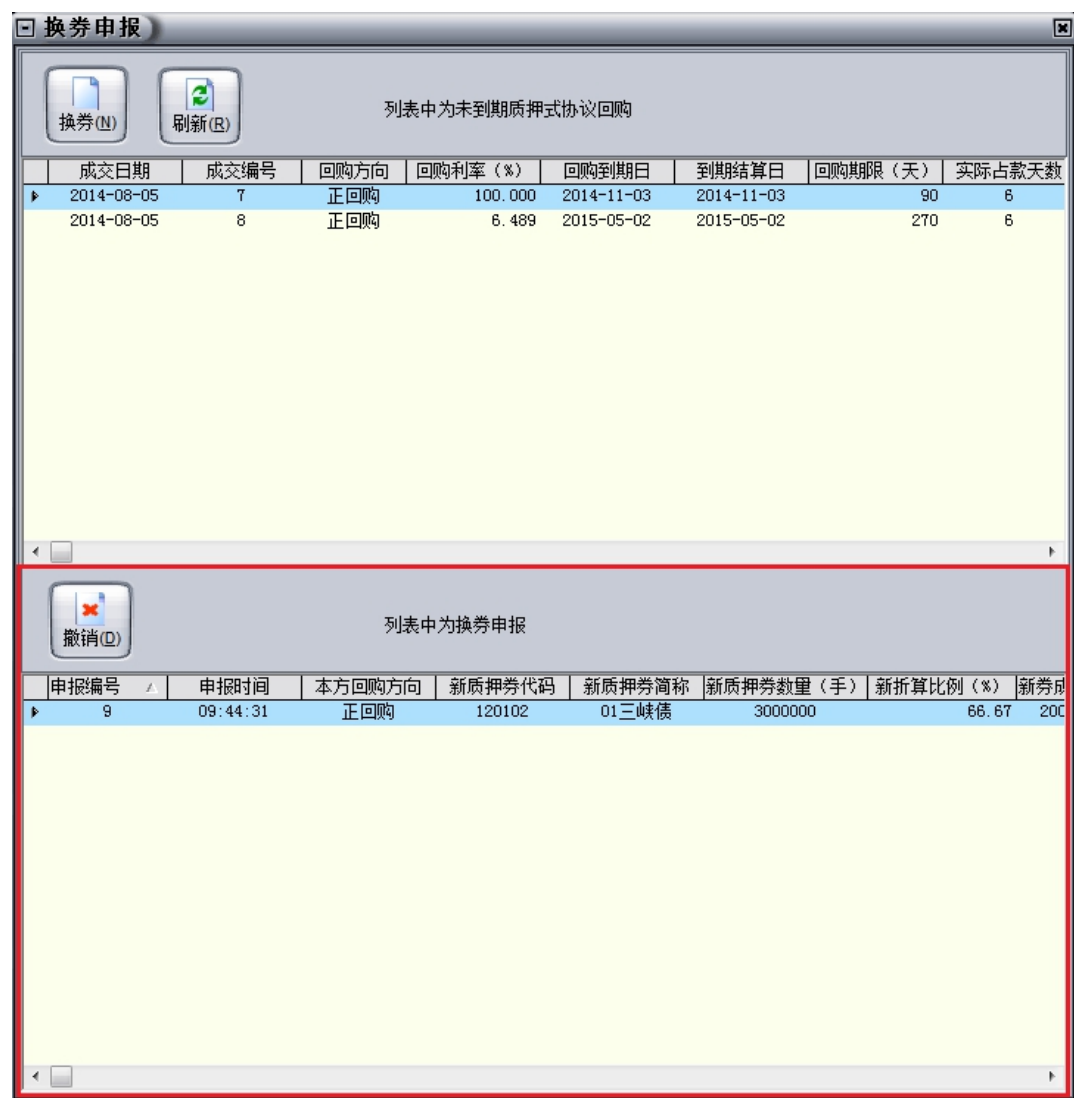 换券申报
换券(N) 刷新(R) 列表中为未到期质押式协议回购
成交日期 成交编号 回购方向 回购利率（%） 回购到期日 到期结算日 回购期限（天） 实际占款天数
2014-08-05 7 正回购 100.000 2014-11-03 2014-11-03 90 6
2014-08-05 8 正回购 6.489 2015-05-02 2015-05-02 270 6
撤销(D) 列表中为换券申报
申报编号 申报时间 本方回购方向 新质押券代码 新质押券简称 新质押券数量（手） 新折算比例（%） 新券
9 09:44:31 正回购 120102 01三峡债 3000000 66.67 200